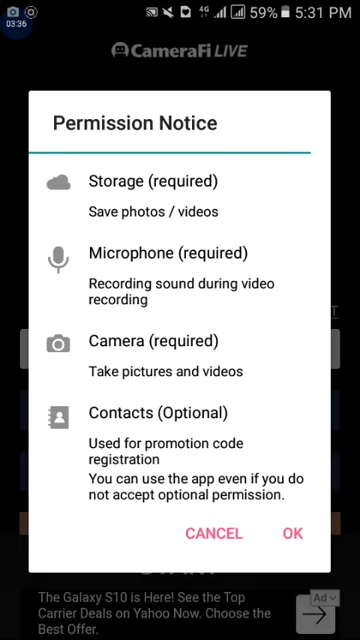 03:36
4G
59%
5:31 PM
CameraFi LIVE
Permission Notice
Storage (required)
Save photos / videos
Microphone (required)
Recording sound during video
recording
Camera (required)
Take pictures and videos
Contacts (Optional)
Used for promotion code
registration
You can use the app even if you do
not accept optional permission.
CANCEL
OK
The Galaxy S10 is Here! See the Top
Carrier Deals on Yahoo Now. Choose the
Best Offer.
Ad